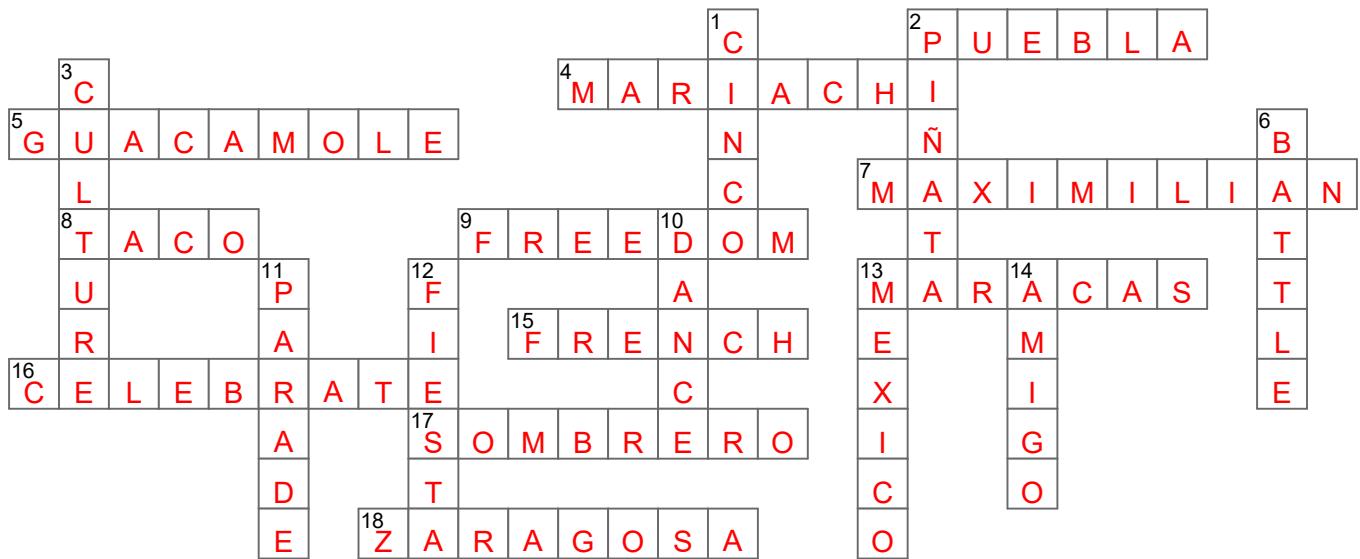 1 C 2 P U E B L A
3 C 4 M A R I A C H I
5 G U A C A M O L E N Ñ 6 B
L C 7 M A X I M I L I A N
8 T A C O 9 F R E E 10 D O M T T
U 11 P 12 F A 13 M A R 14 A C A S T
R A I 15 F R E N C H E M L
16 C E L E B R A T E C X I E
A 17 S O M B R E R O I G
D T C O
E 18 Z A R A G O S A O